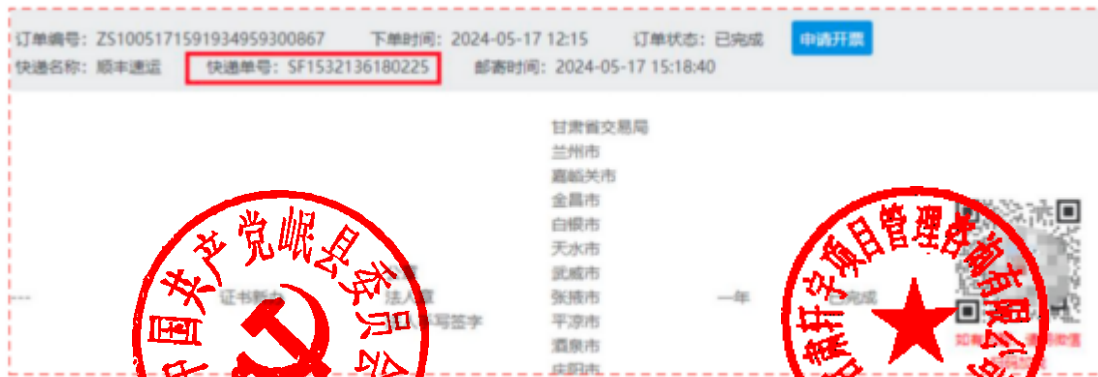 订单编号：ZS1005171591934959300867 下单时间：2024-05-17 12:15 订单状态：已完成 申请开票
快递名称：顺丰速运 快递单号：SF1532136180225 邮寄时间：2024-05-17 15:18:40
甘肃省交易局
兰州市
嘉峪关市
金昌市
白银市
天水市
武威市
--- 证书新办 法人章 张掖市 一年 已完成
写签字 平凉市
酒泉市
庆阳市
中国共产党岷县委员会
肃轩宇项目管理咨询有限公司